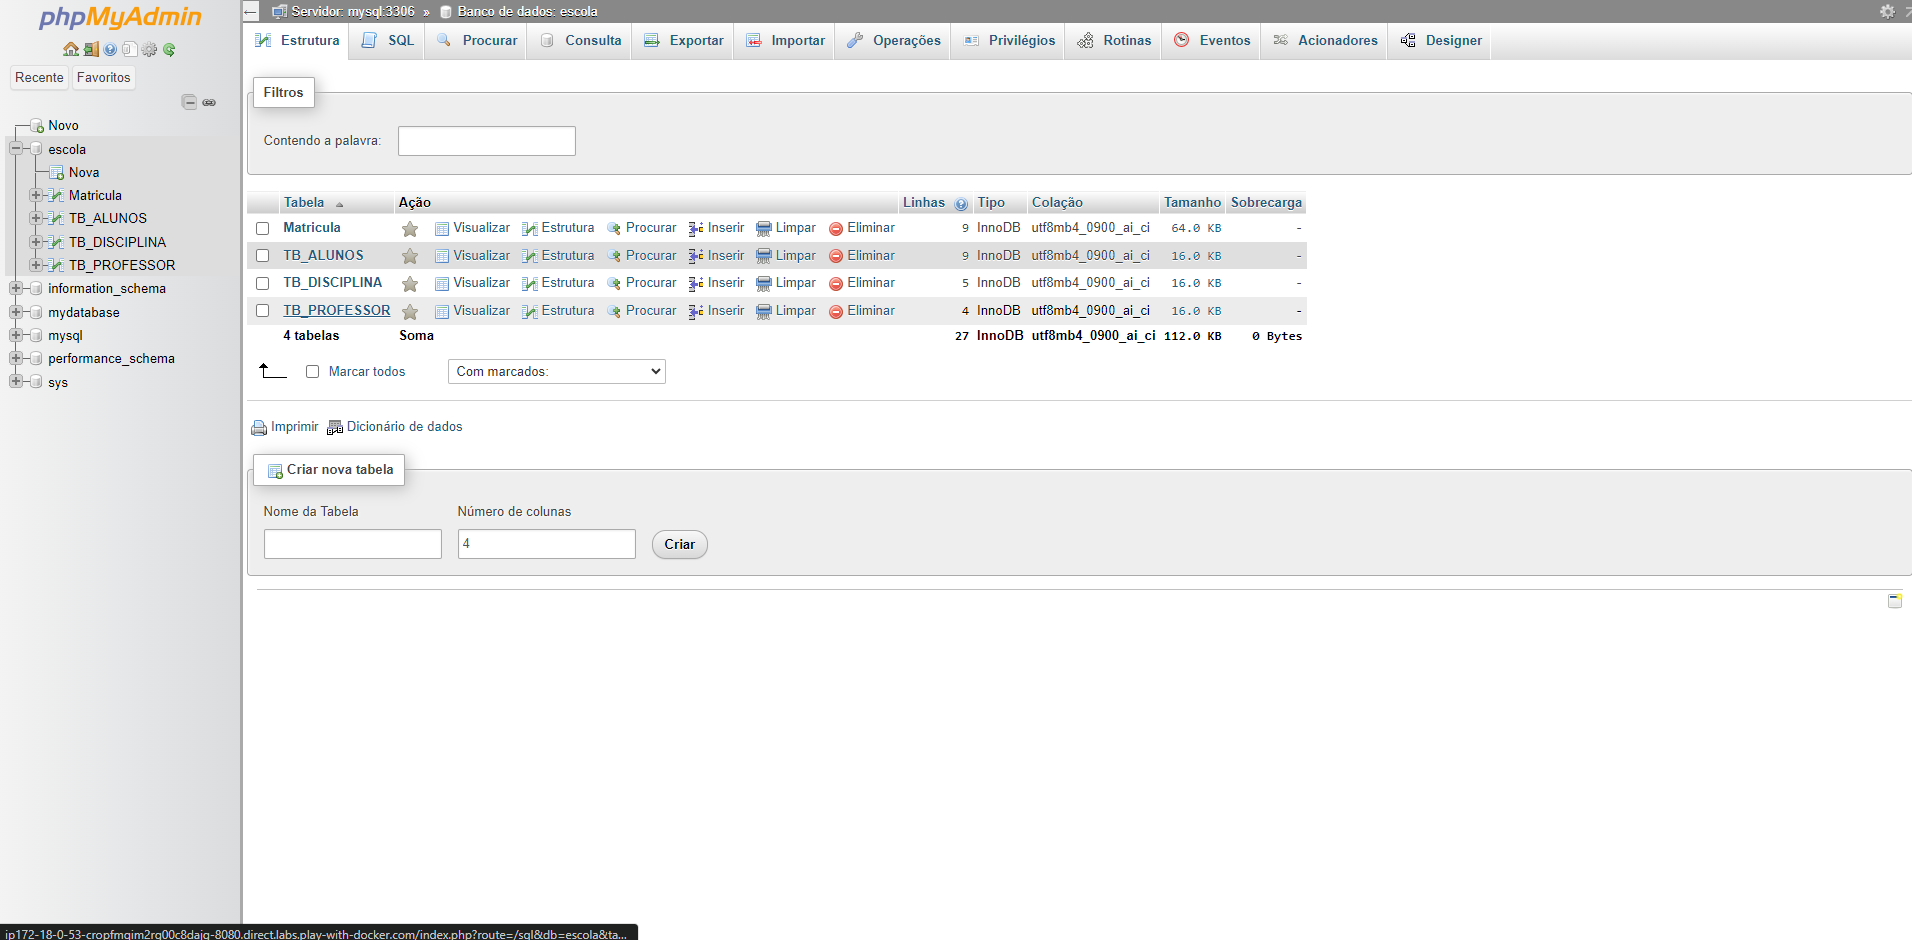 phpMyAdmin
Recente Favoritos
Novo
escola
Nova
Matricula
TB_ALUNOS
TB_DISCIPLINA
TB_PROFESSOR
information_schema
mydatabase
mysql
performance_schema
sys
Servidor: mysql:3306 » Banco de dados: escola
Estrutura SQL Procurar Consulta Exportar Importar Operações Privilégios Rotinas Eventos Acionadores Designer
Filtros
Contendo a palavra:
Tabela Ação Linhas Tipo Colação Tamanho Sobrecarga
Matricula Visualizar Estrutura Procurar Inserir Limpar Eliminar 9 InnoDB utf8mb4_0900_ai_ci 64.0 KB -
TB_ALUNOS Visualizar Estrutura Procurar Inserir Limpar Eliminar 9 InnoDB utf8mb4_0900_ai_ci 16.0 KB -
TB_DISCIPLINA Visualizar Estrutura Procurar Inserir Limpar Eliminar 5 InnoDB utf8mb4_0900_ai_ci 16.0 KB -
TB_PROFESSOR Visualizar Estrutura Procurar Inserir Limpar Eliminar 4 InnoDB utf8mb4_0900_ai_ci 16.0 KB -
4 tabelas Soma 27 InnoDB utf8mb4_0900_ai_ci 112.0 KB 0 Bytes
Marcar todos Com marcados:
Imprimir Dicionário de dados
Criar nova tabela
Nome da Tabela Número de colunas
4 Criar
ip172-18-0-53-cropfmqim2rg00c8dajg-8080.direct.labs.play-with-docker.com/index.php?route=/sql&db=escola&ta...